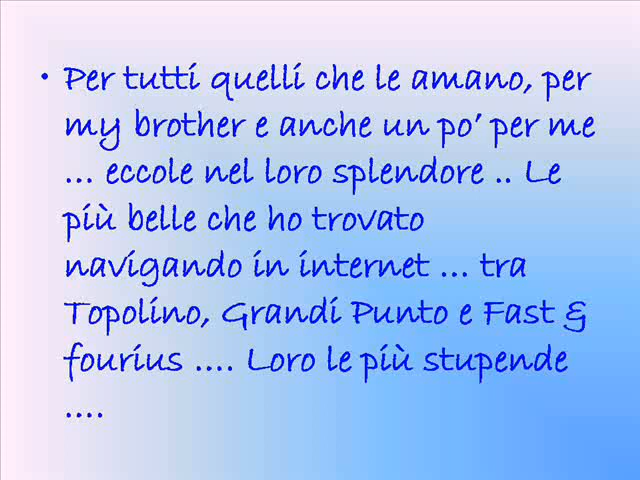 • Per tutti quelli che le amano, per
my brother e anche un po' per me
... eccole nel loro splendore .. Le
più belle che ho trovato
navigando in internet ... tra
Topolino, Grandi Punto e Fast &
fourius .... Loro le più stupende
....